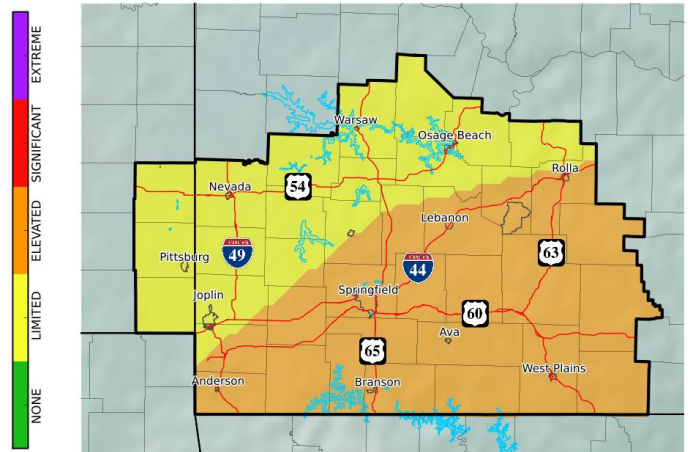 EXTREME
SIGNIFICANT
ELEVATED
LIMITED
NONE
Warsaw
Osage Beach
Rolla
Nevada
54
Lebanon
Pittsburg
49
44
63
Joplin
Springfield
60
Ava
65
Anderson
Branson
West Plains